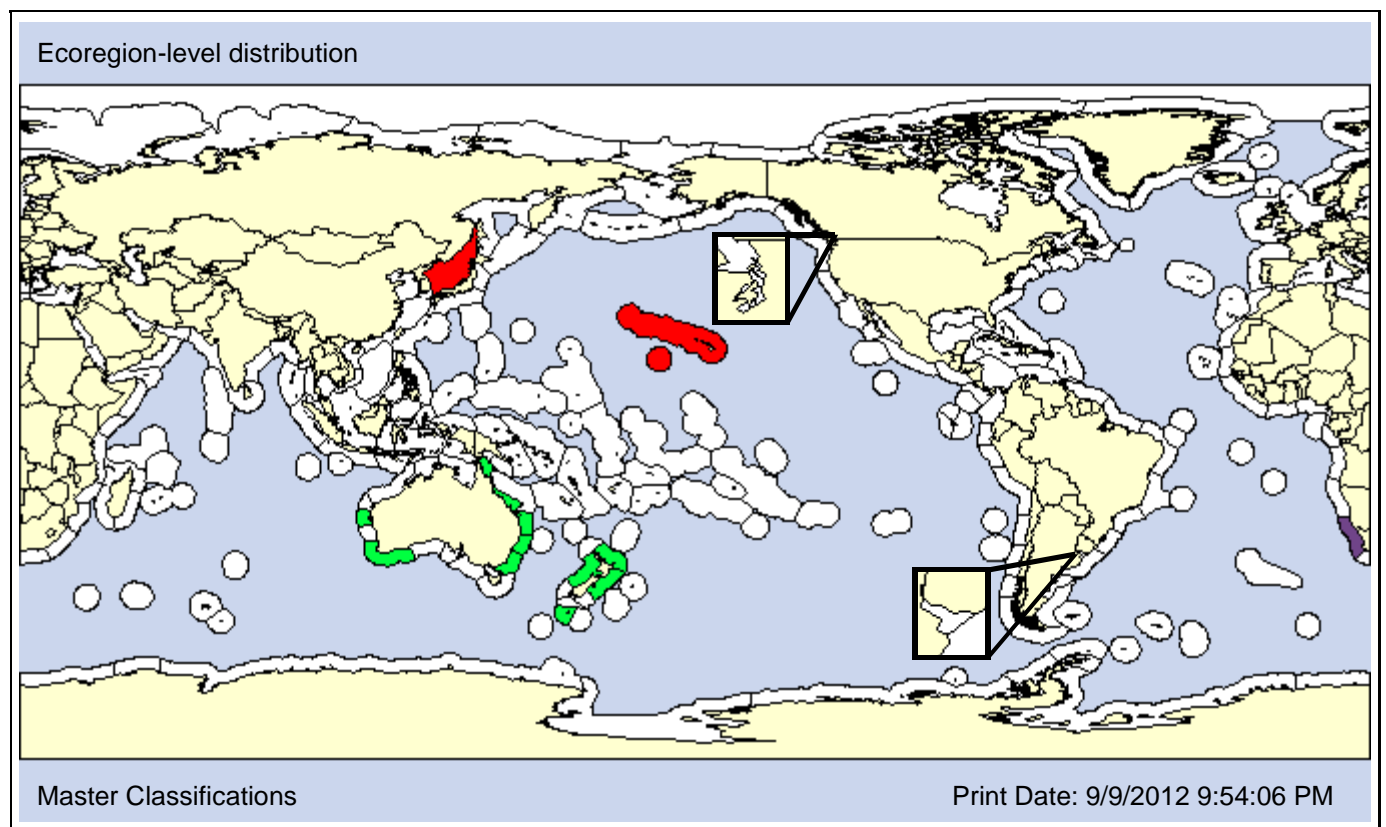 Ecoregion-level distribution
Master Classifications
Print Date: 9/9/2012 9:54:06 PM